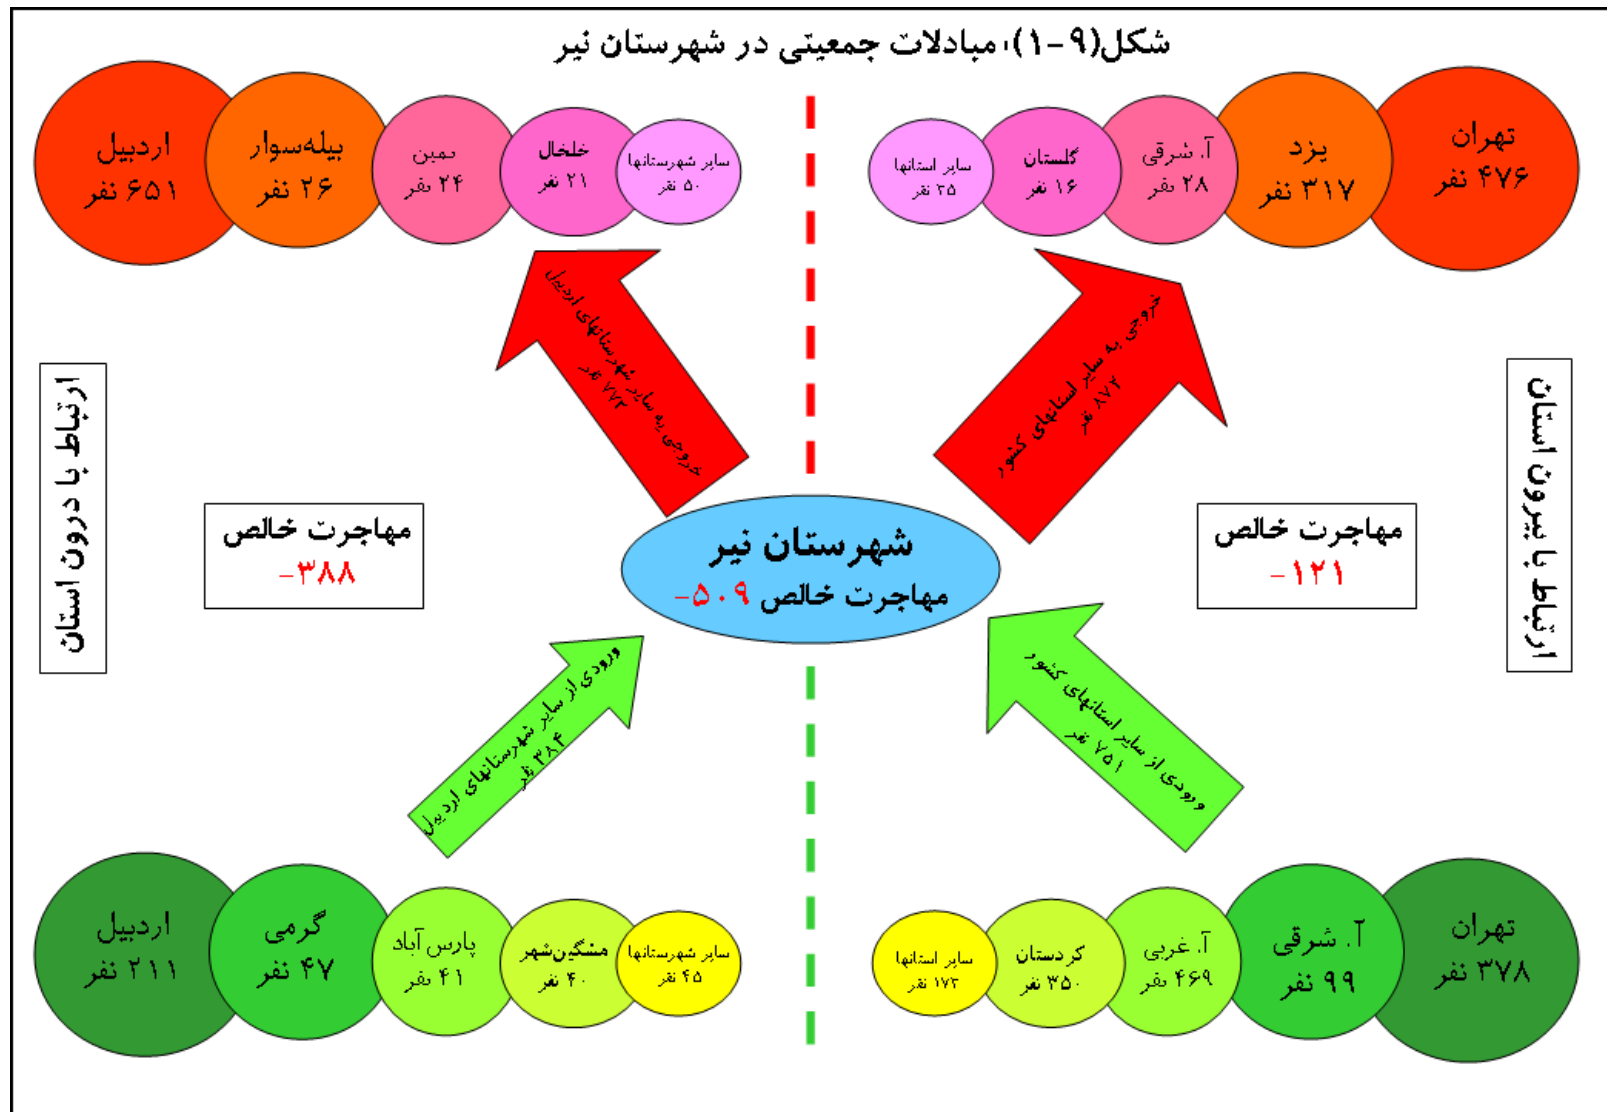 شکل(۹-۱)، مبادلات جمعیتی در شهرستان نیر
تهران
۴۷۶ نفر
یزد
۳۱۷ نفر
آ. شرقی
۲۸ نفر
گلستان
۱۶ نفر
سایر استانها
۳۵ نفر
سایر شهرستانها
۵۰ نفر
خلخال
۲۱ نفر
نمین
۲۴ نفر
بیله‌سوار
۲۶ نفر
اردبیل
۶۵۱ نفر
خروجی به سایر استانهای کشور
۸۷۲ نفر
خروجی به سایر شهرستانهای اردبیل
۷۷۲ نفر
ارتباط با بیرون استان
مهاجرت خالص
-۱۲۱
شهرستان نیر
مهاجرت خالص ۵۰۹-
مهاجرت خالص
-۳۸۸
ارتباط با درون استان
ورودی از سایر استانهای کشور
۷۵۱ نفر
ورودی از سایر شهرستانهای اردبیل
۳۸۴ نفر
تهران
۳۷۸ نفر
آ. شرقی
۹۹ نفر
آ. غربی
۴۶۹ نفر
کردستان
۳۵۰ نفر
سایر استانها
۱۷۳ نفر
سایر شهرستانها
۴۵ نفر
مشگین‌شهر
۴۰ نفر
پارس‌آباد
۴۱ نفر
گرمی
۴۷ نفر
اردبیل
۲۱۱ نفر